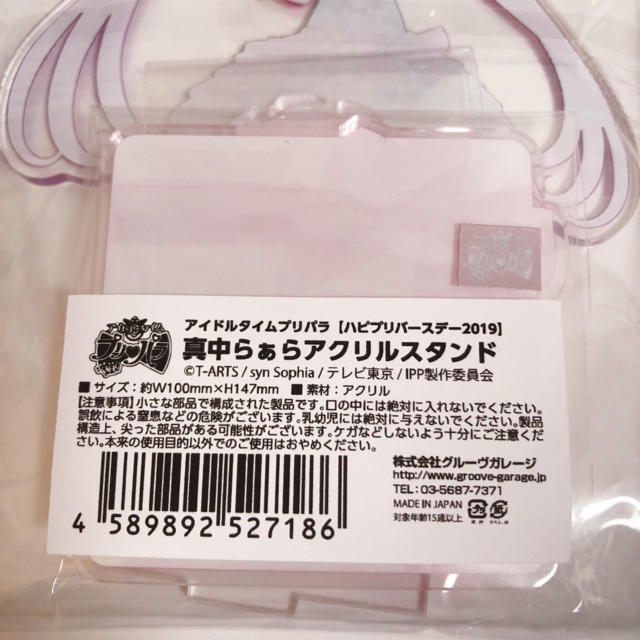 アイドルタイムプリパラ【ハピプリバースデー2019】
アイドルタイム
プリパラ
真中らぁらアクリルスタンド
©T-ARTS / syn Sophia / テレビ東京 / IPP製作委員会
■ サイズ：約W100mm×H147mm ■ 素材：アクリル
【注意事項】小さな部品で構成された製品です。口の中には絶対に入れないでください。
誤飲による窒息などの危険がございます。乳幼児には絶対に与えないでください。製品
構造上、尖った部品がある可能性がございます。ケガなどしないよう十分にご注意くだ
さい。本来の使用目的以外でのご使用はおやめください。
株式会社グルーヴガレージ
www.groove-garage.jp
TEL : 03-5687-7371
MADE IN JAPAN
対象年齢15歳以上
4 589892 527186